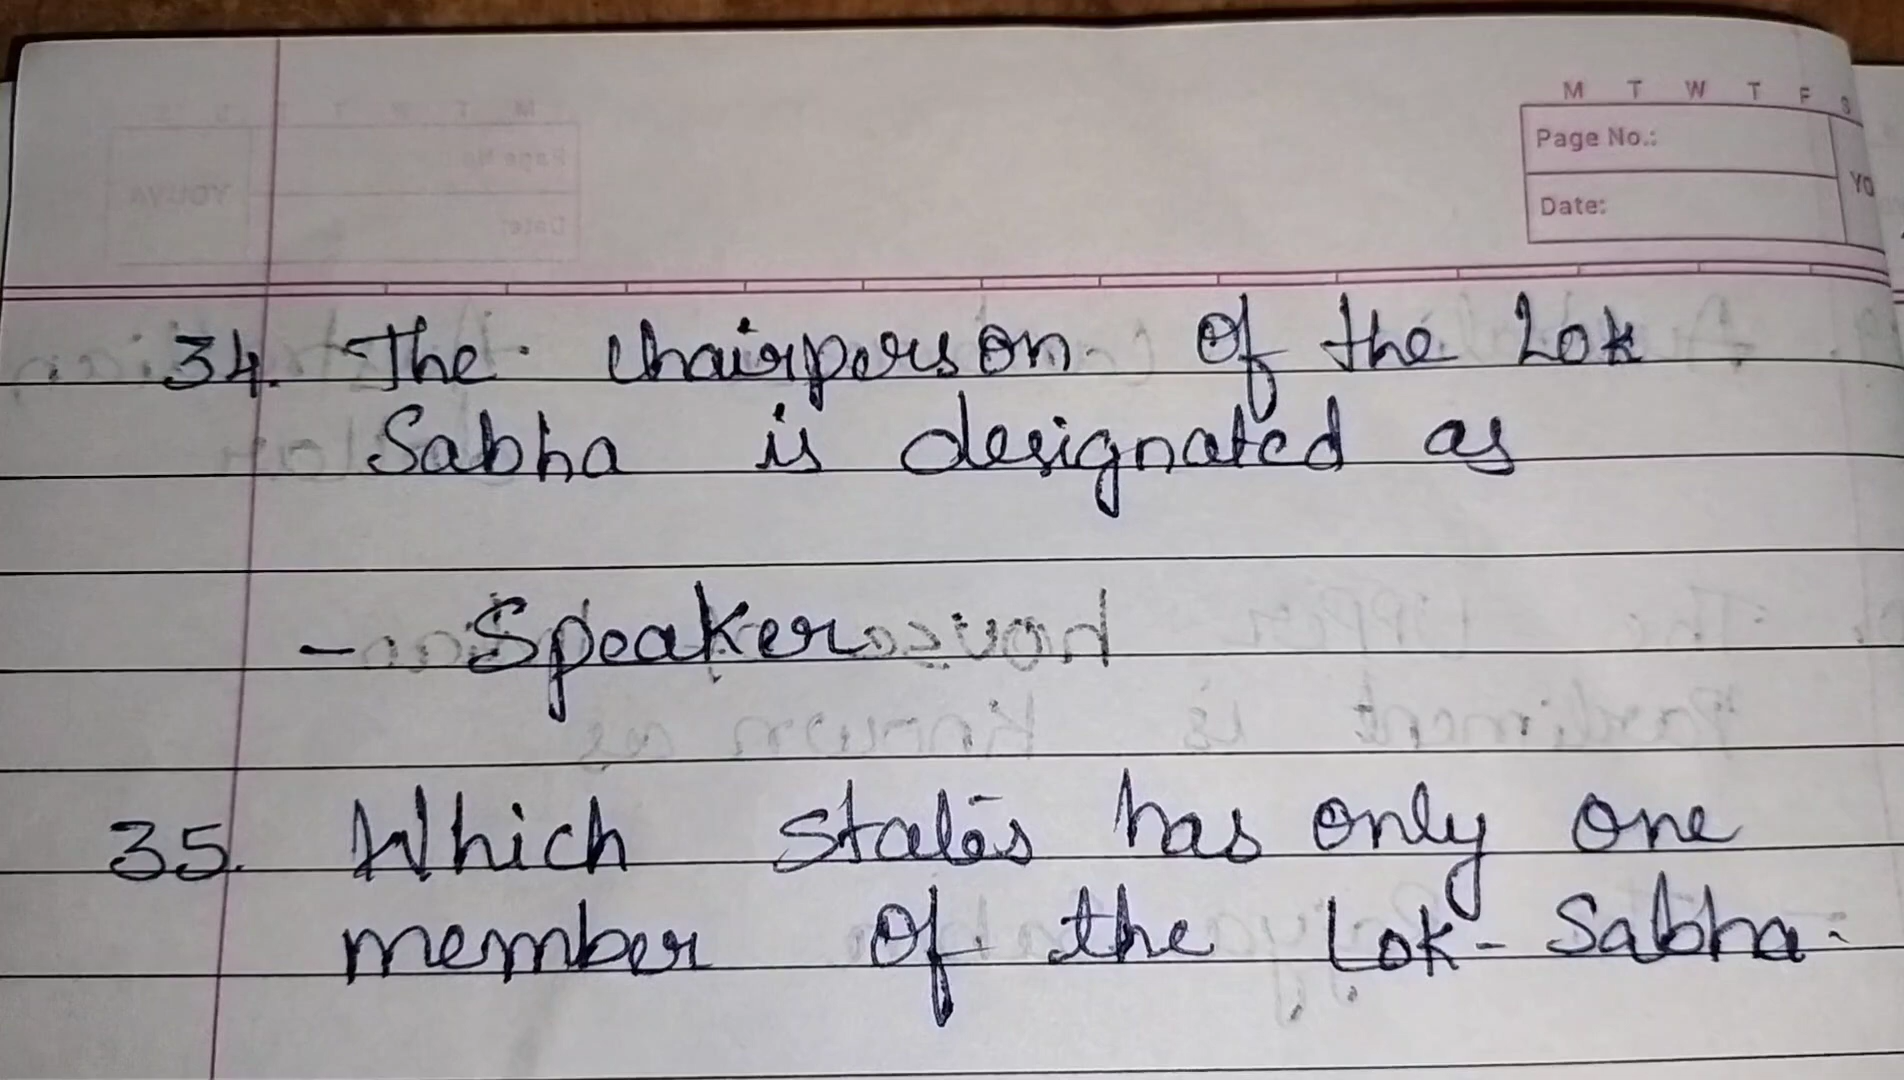 M T W T F S
Page No.:
YO
Date:
34. The chairperson of the Lok
Sabha is designated as
- Speaker
35. Which states has only one
member of the Lok-Sabha.